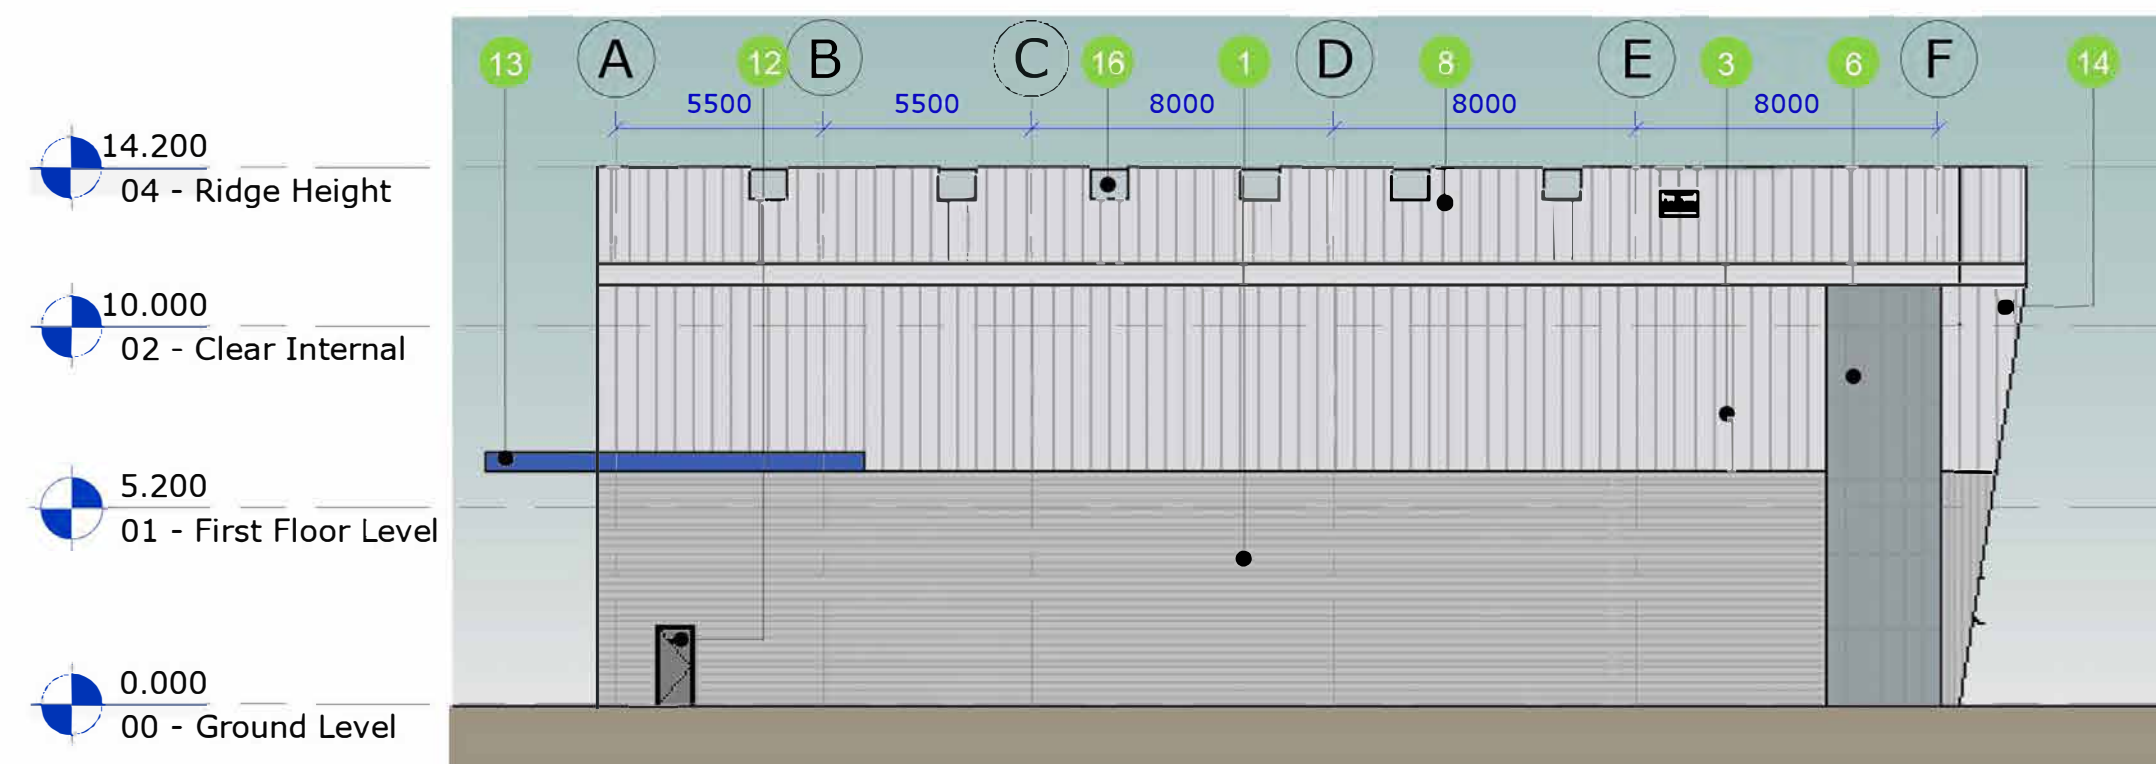 13 A 12 B C 16 1 D 8 E 3 6 F 14
5500 5500 8000 8000 8000
14.200
04 - Ridge Height
10.000
02 - Clear Internal
5.200
01 - First Floor Level
0.000
00 - Ground Level